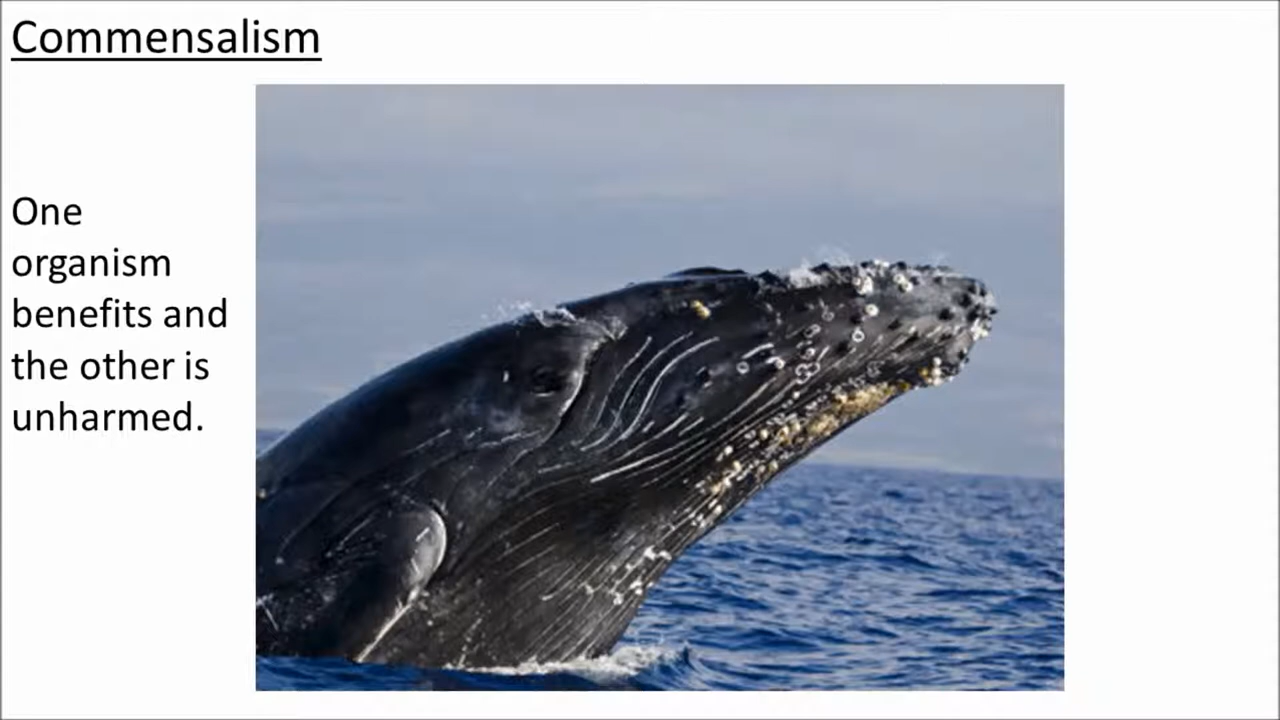 Commensalism
One
organism
benefits and
the other is
unharmed.